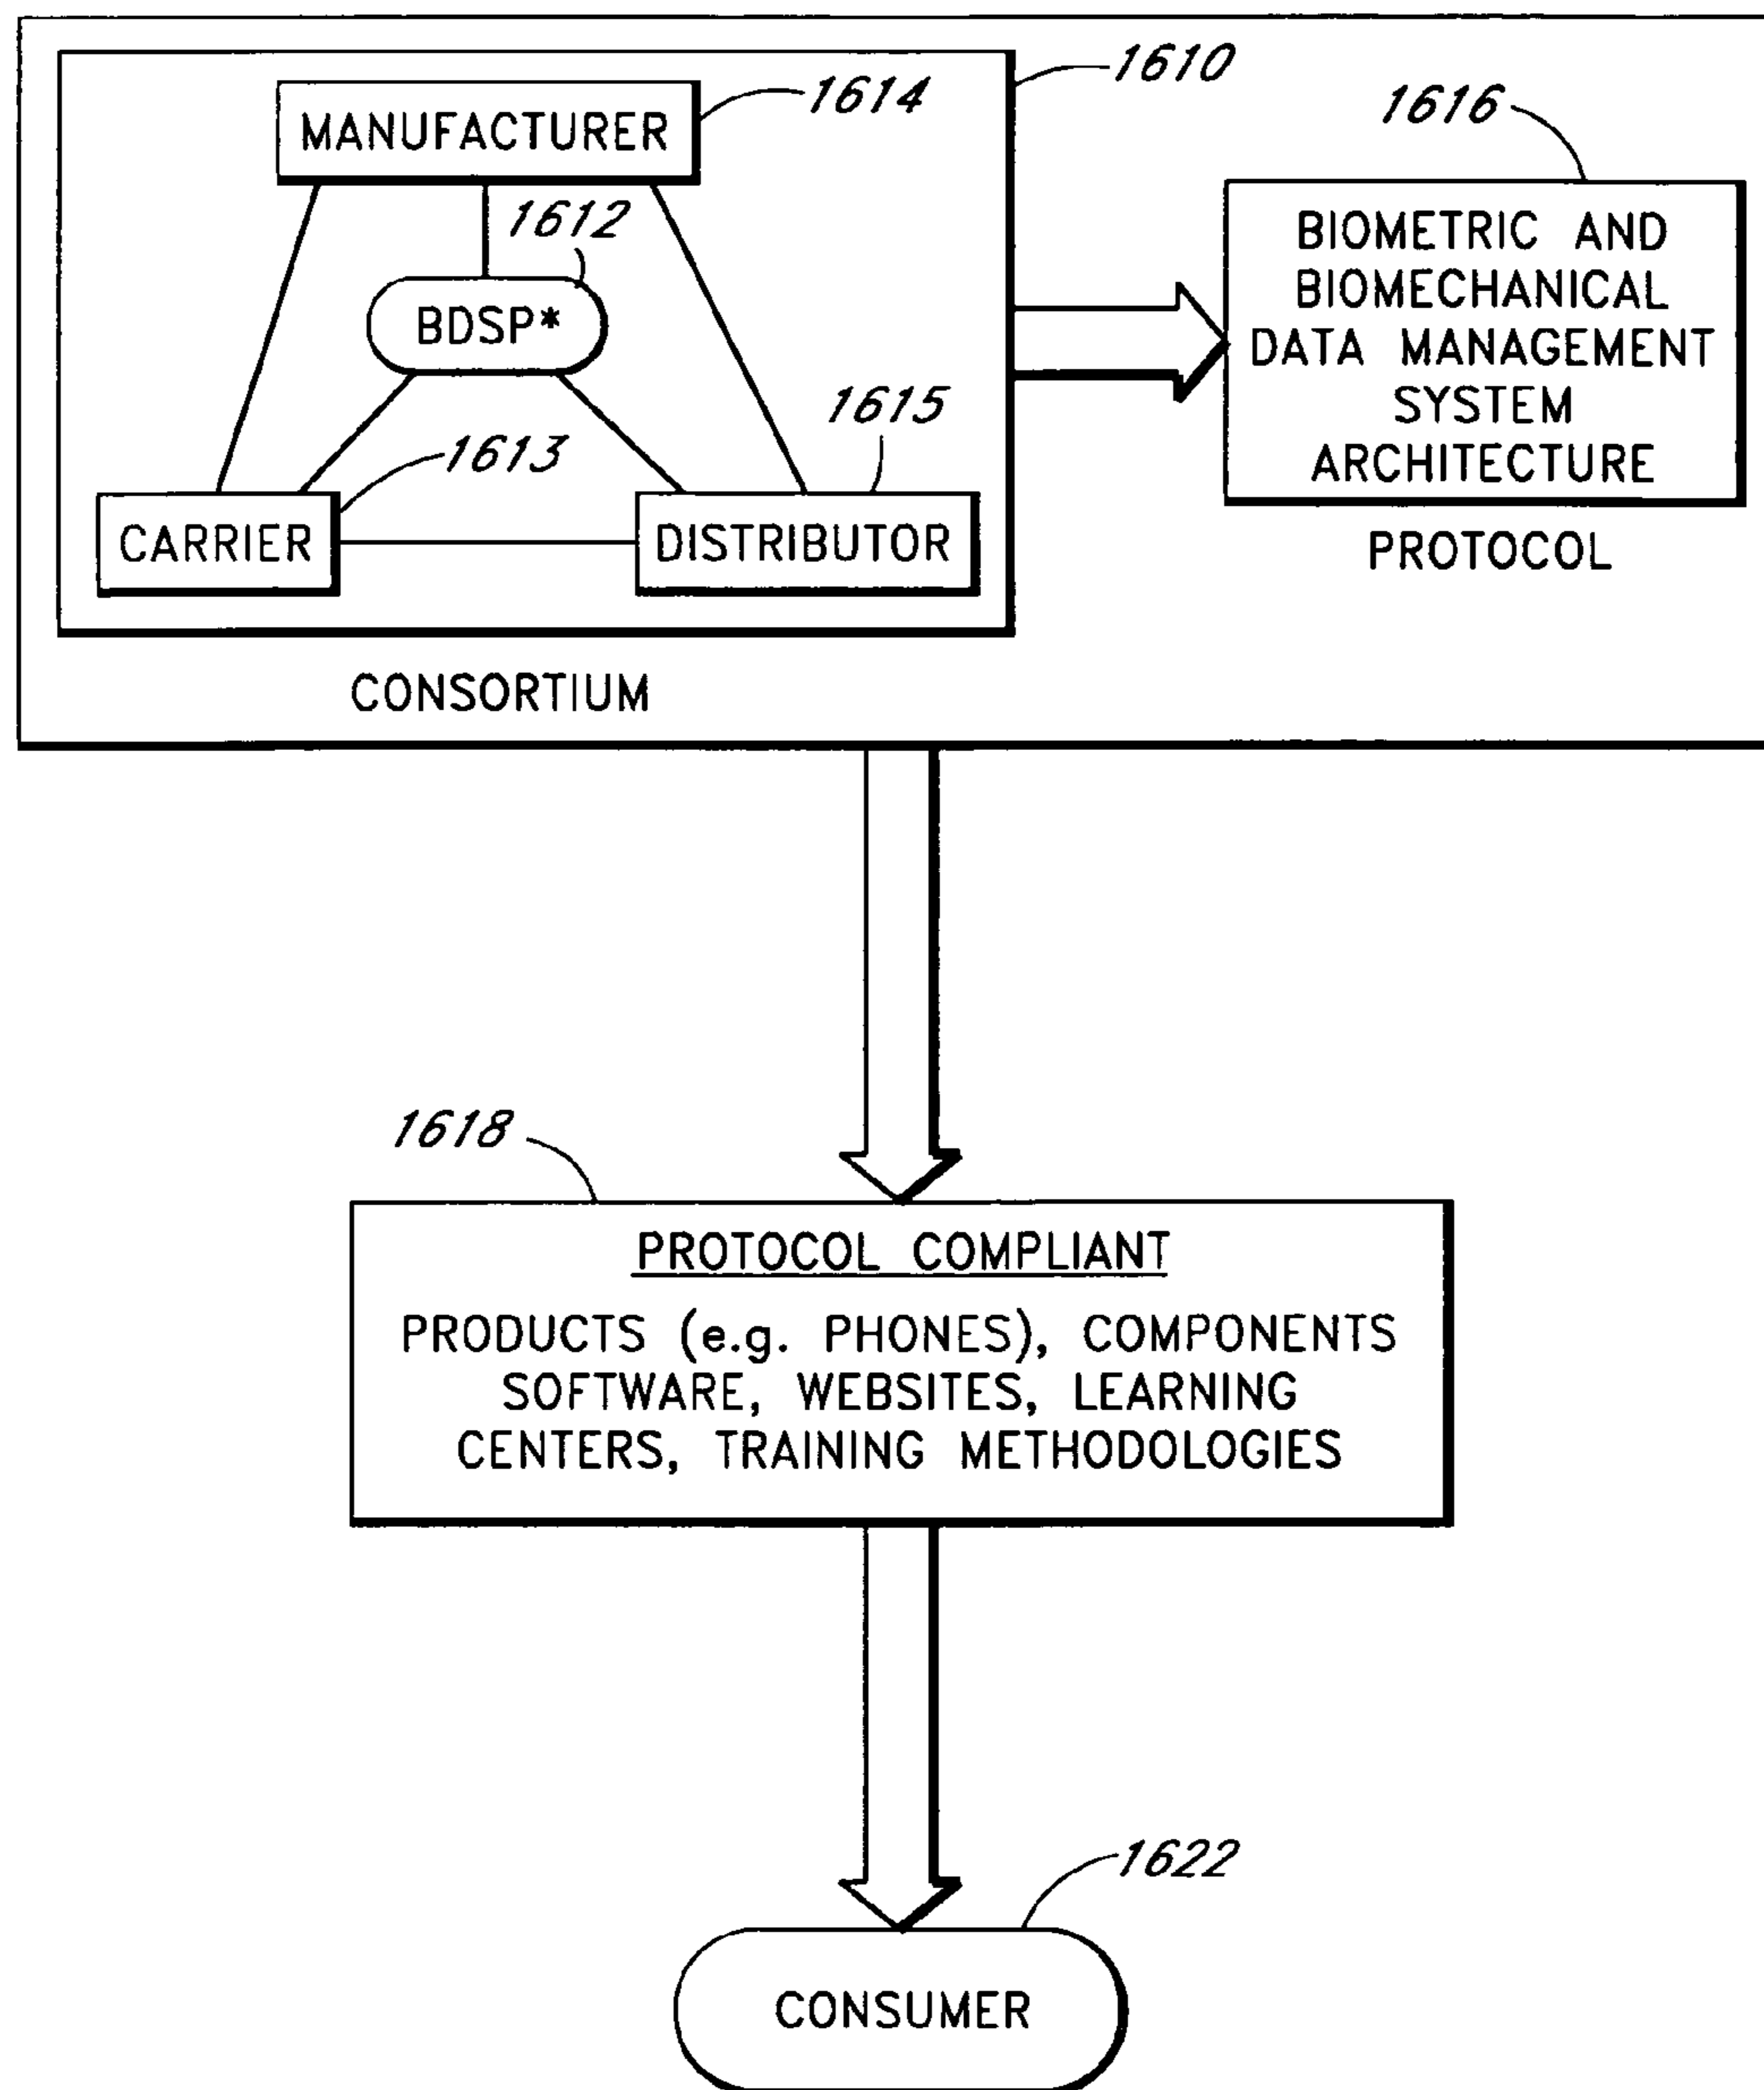 1610
1614
MANUFACTURER
1616
1612
BDSP*
BIOMETRIC AND
BIOMECHANICAL
DATA MANAGEMENT
SYSTEM
ARCHITECTURE
1615
1613
CARRIER
DISTRIBUTOR
PROTOCOL
CONSORTIUM
1618
PROTOCOL COMPLIANT
PRODUCTS (e.g. PHONES), COMPONENTS
SOFTWARE, WEBSITES, LEARNING
CENTERS, TRAINING METHODOLOGIES
1622
CONSUMER